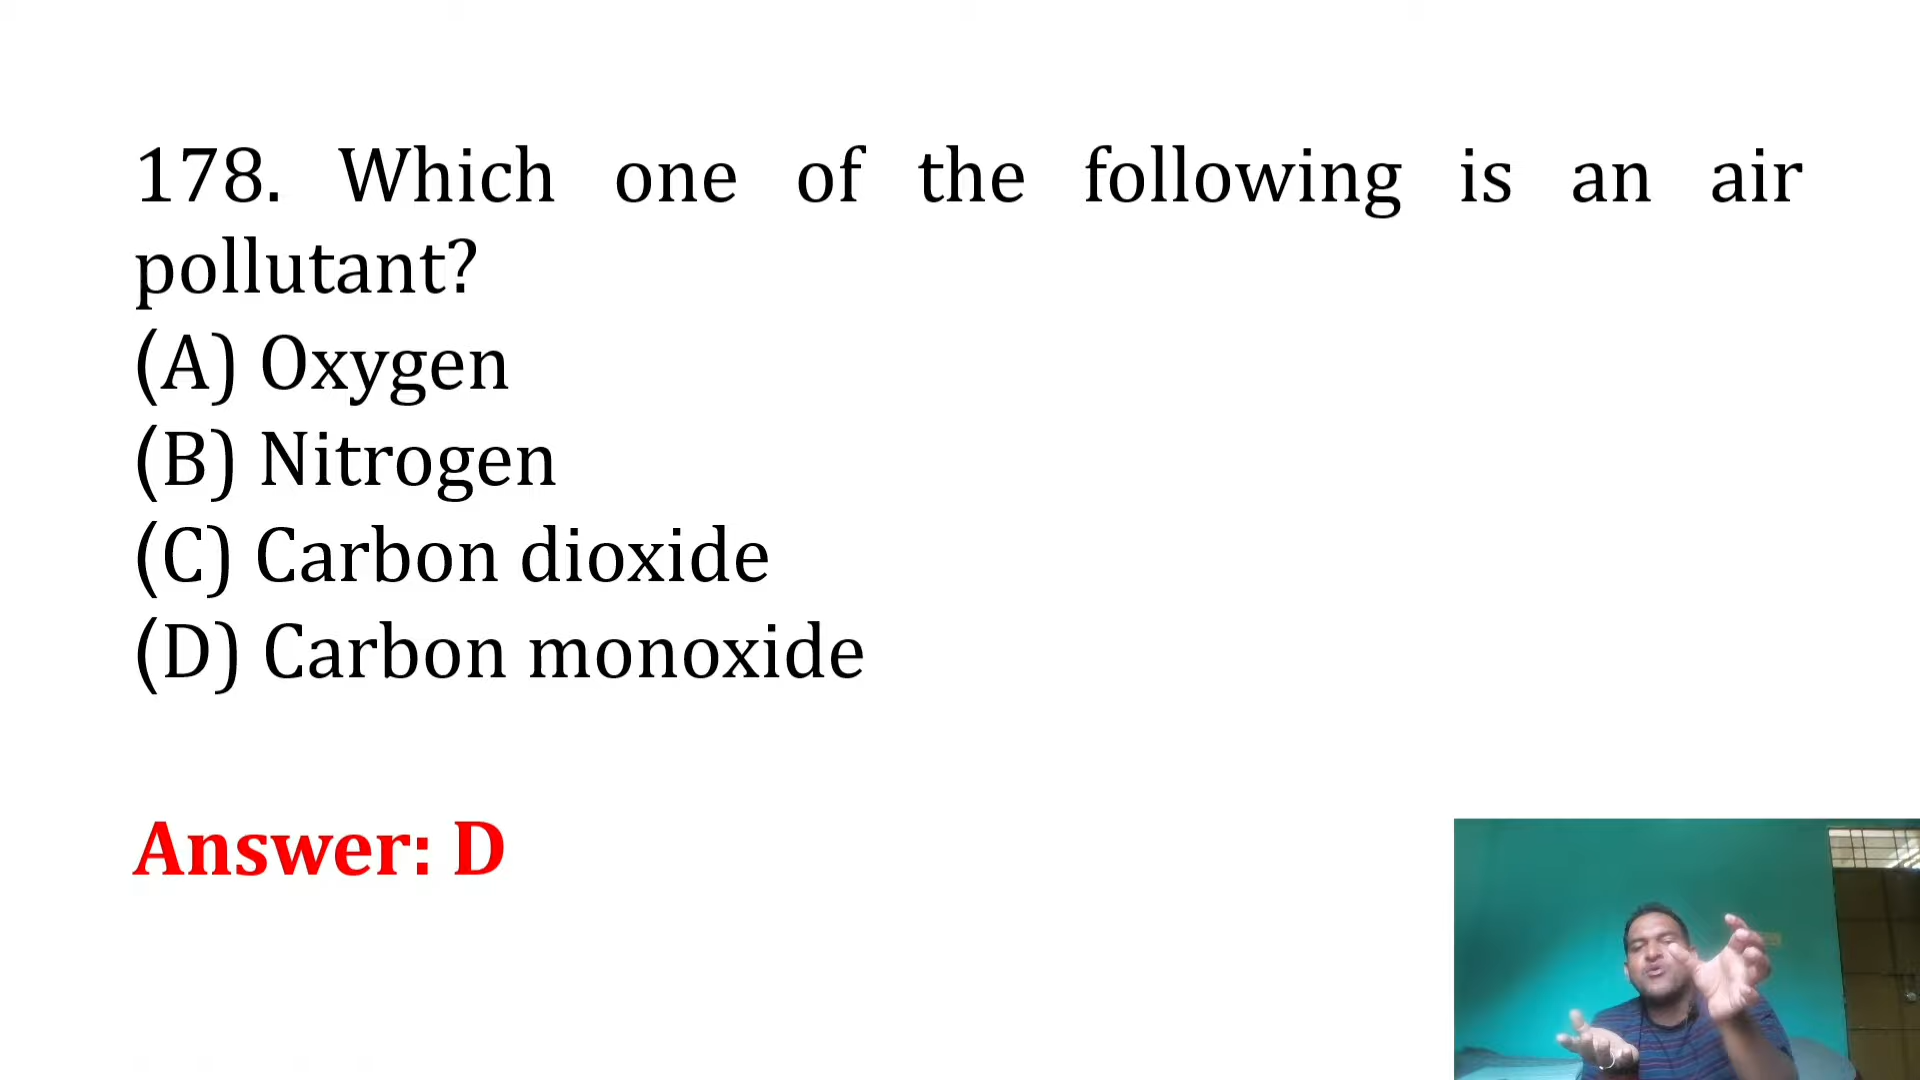 178. Which one of the following is an air
pollutant?
(A) Oxygen
(B) Nitrogen
(C) Carbon dioxide
(D) Carbon monoxide
Answer: D